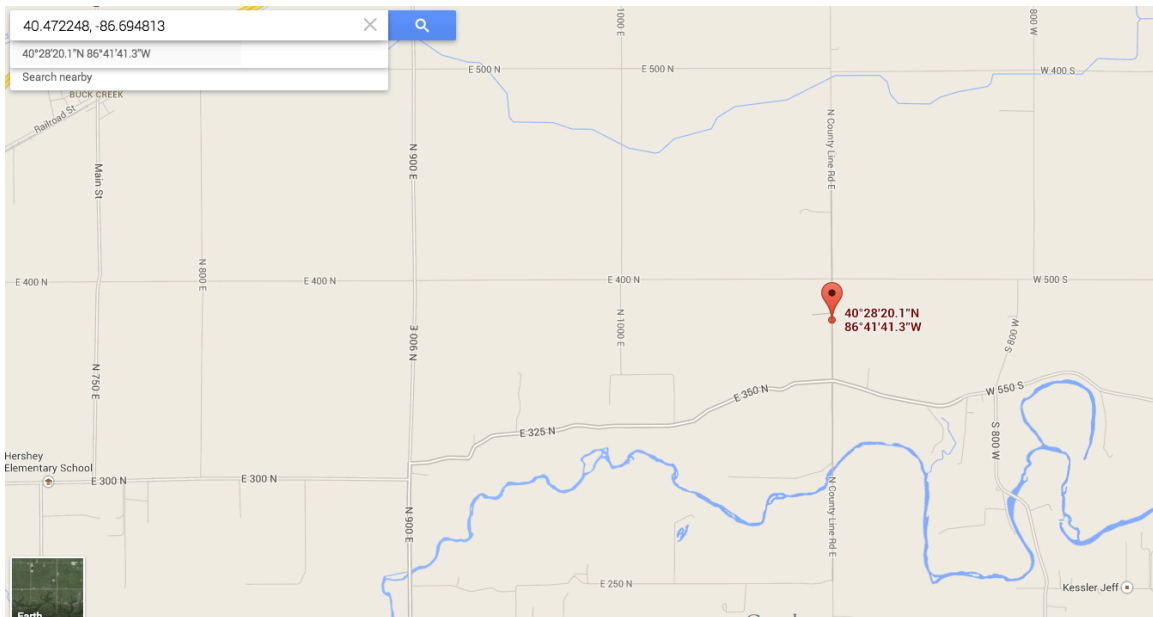 40.472248, -86.694813
40°28'20.1"N 86°41'41.3"W
Search nearby
BUCK CREEK
Railroad St
Main St
N 1000 E
800 W
E 500 N
E 500 N
W 400 S
N 900 E
N County Line Rd E
N 800 E
E 400 N
E 400 N
E 400 N
W 500 S
40°28'20.1"N
86°41'41.3"W
N 900 E
N 1000 E
S 800 W
N 750 E
E 350 N
W 550 S
E 325 N
S 800 W
Hershey
Elementary School
E 300 N
E 300 N
N 900 E
N County Line Rd E
E 250 N
Kessler Jeff
Earth